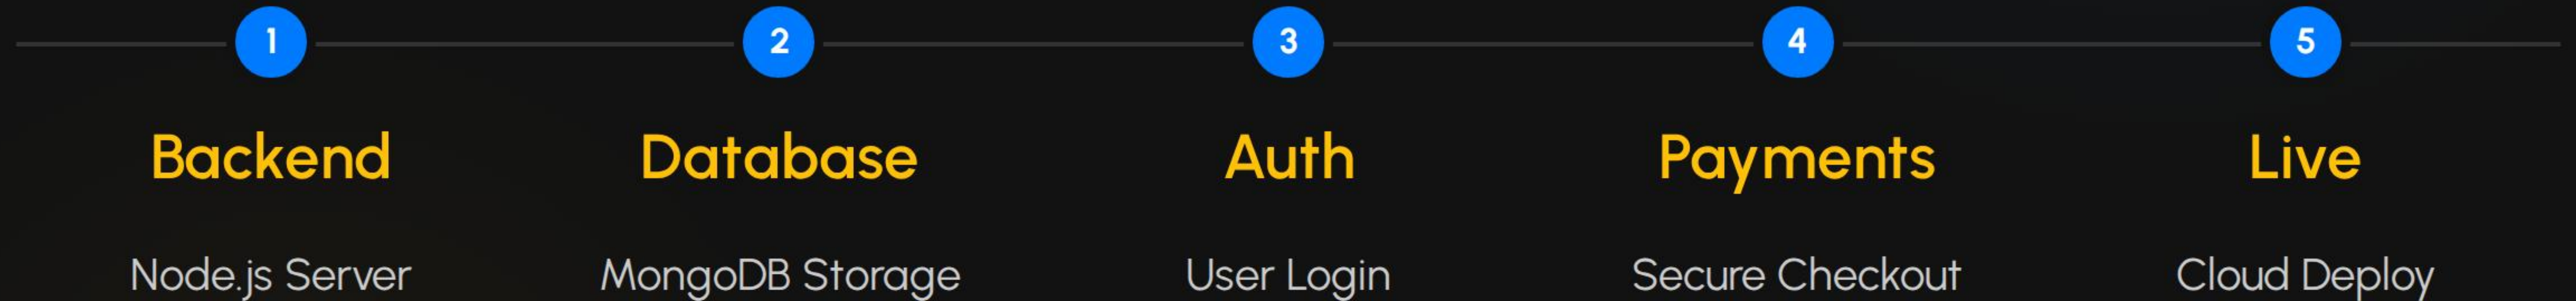 1 2 3 4 5
Backend Database Auth Payments Live
Node.js Server MongoDB Storage User Login Secure Checkout Cloud Deploy